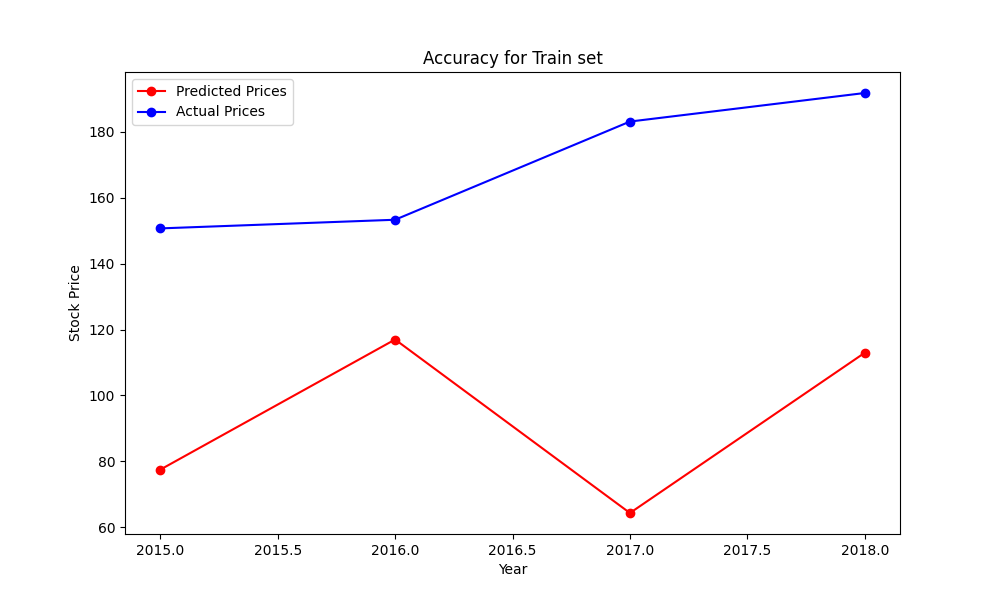 Accuracy for Train set
Predicted Prices
Actual Prices
Stock Price
180
160
140
120
100
80
60
2015.0 2015.5 2016.0 2016.5 2017.0 2017.5 2018.0
Year